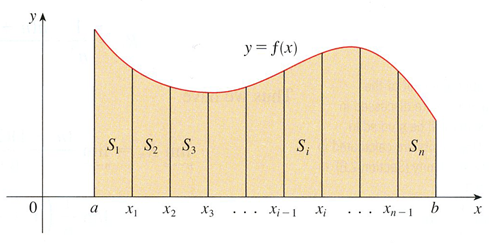 y
y = f(x)
S₁ S₂ S₃ Sᵢ Sₙ
0 a x₁ x₂ x₃ . . . xᵢ₋₁ xᵢ . . . xₙ₋₁ b x